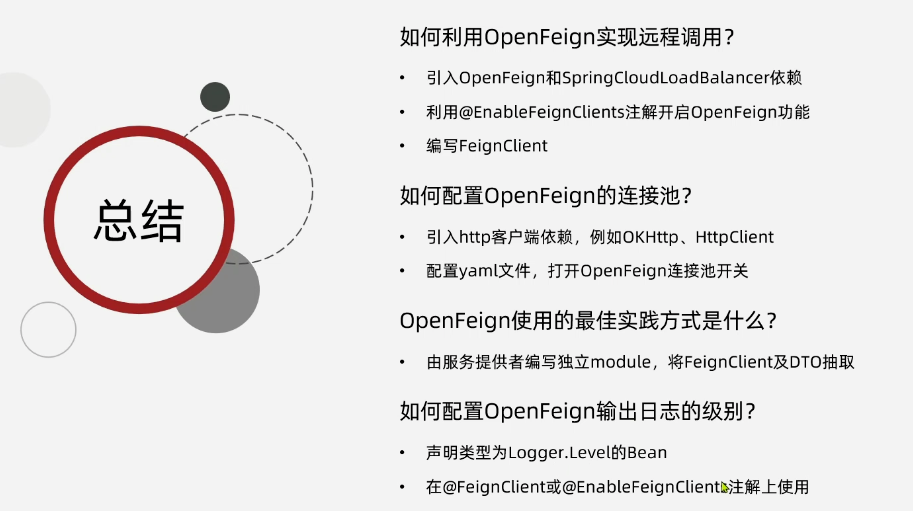 总结
如何利用OpenFeign实现远程调用？
• 引入OpenFeign和SpringCloudLoadBalancer依赖
• 利用@EnableFeignClients注解开启OpenFeign功能
• 编写FeignClient
如何配置OpenFeign的连接池？
• 引入http客户端依赖，例如OKHttp、HttpClient
• 配置yaml文件，打开OpenFeign连接池开关
OpenFeign使用的最佳实践方式是什么？
• 由服务提供者编写独立module，将FeignClient及DTO抽取
如何配置OpenFeign输出日志的级别？
• 声明类型为Logger.Level的Bean
• 在@FeignClient或@EnableFeignClients注解上使用